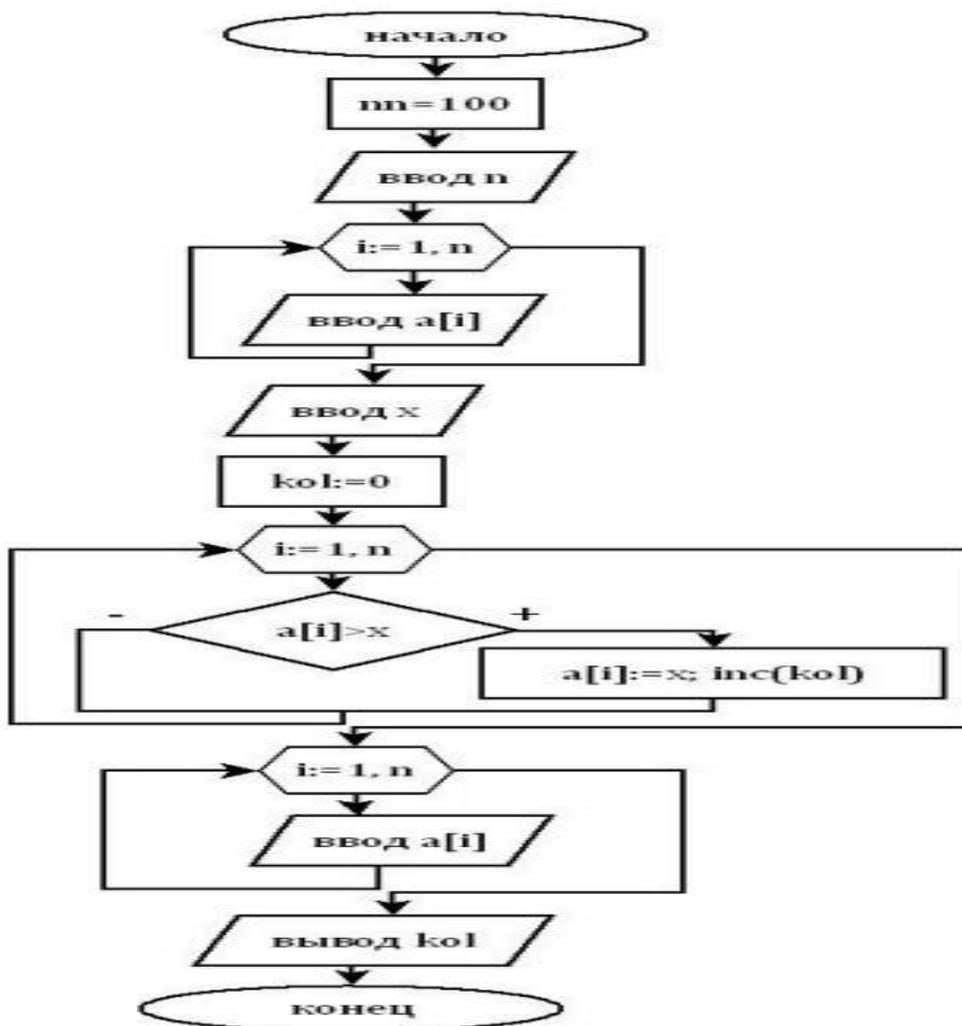 начало
nn=100
ввод n
i:= 1, n
ввод a[i]
ввод x
kol:=0
i:= 1, n
- +
a[i]>x
a[i]:=x; inc(kol)
i:= 1, n
ввод a[i]
вывод kol
конец